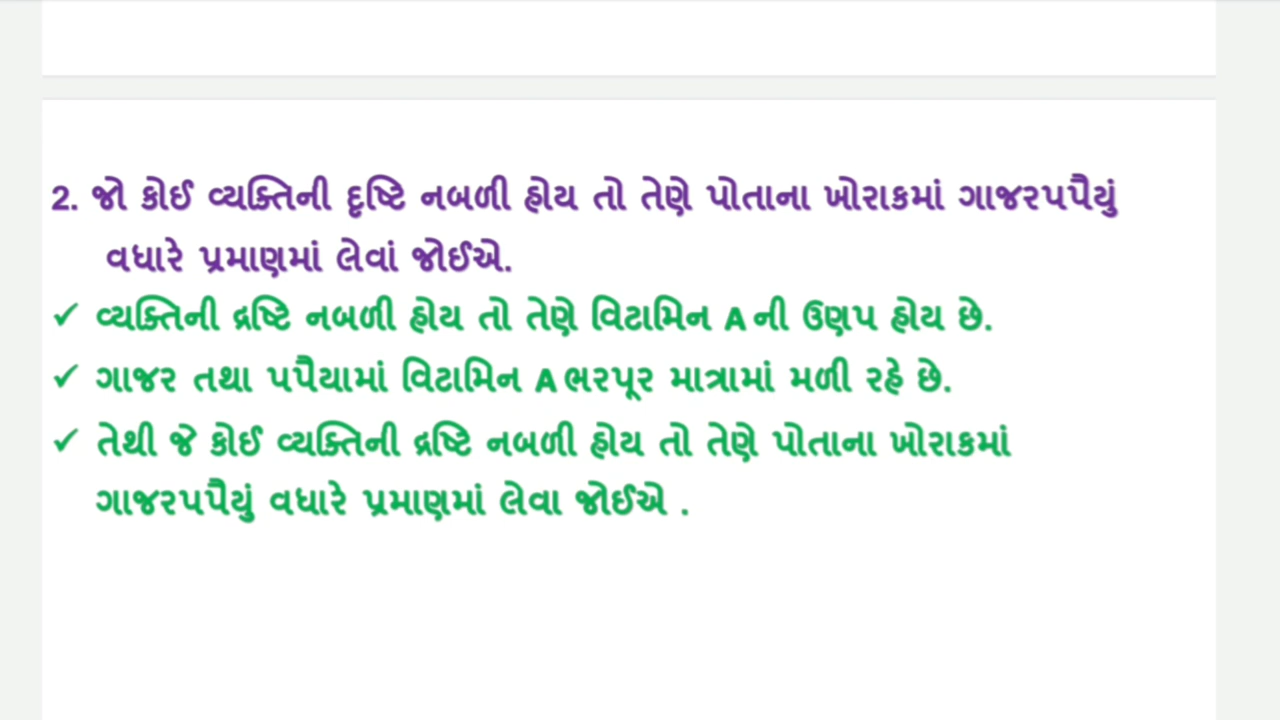 2. જો કોઈ વ્યક્તિની દૃષ્ટિ નબળી હોય તો તેણે પોતાના ખોરાકમાં ગાજરપપૈયું
વધારે પ્રમાણમાં લેવાં જોઈએ.
✓ વ્યક્તિની દ્રષ્ટિ નબળી હોય તો તેણે વિટામિન A ની ઉણપ હોય છે.
✓ ગાજર તથા પપૈયામાં વિટામિન A ભરપૂર માત્રામાં મળી રહે છે.
✓ તેથી જે કોઈ વ્યક્તિની દ્રષ્ટિ નબળી હોય તો તેણે પોતાના ખોરાકમાં
ગાજરપપૈયું વધારે પ્રમાણમાં લેવા જોઈએ .